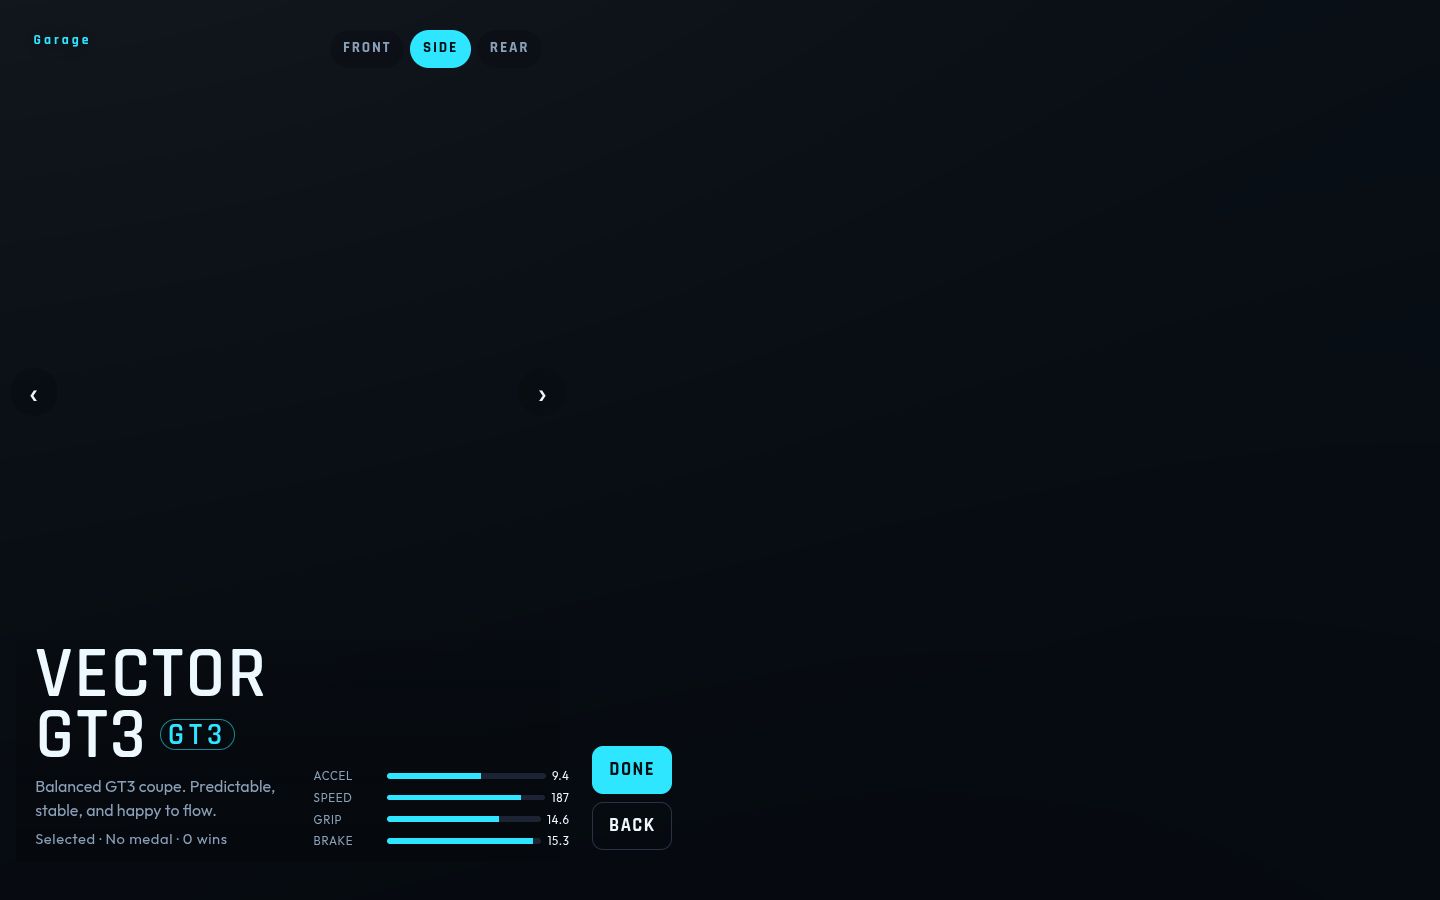 Garage
FRONT SIDE REAR
‹ ›
VECTOR
GT3 GT3
Balanced GT3 coupe. Predictable,
stable, and happy to flow.
Selected · No medal · 0 wins
ACCEL 9.4
SPEED 187
GRIP 14.6
BRAKE 15.3
DONE
BACK